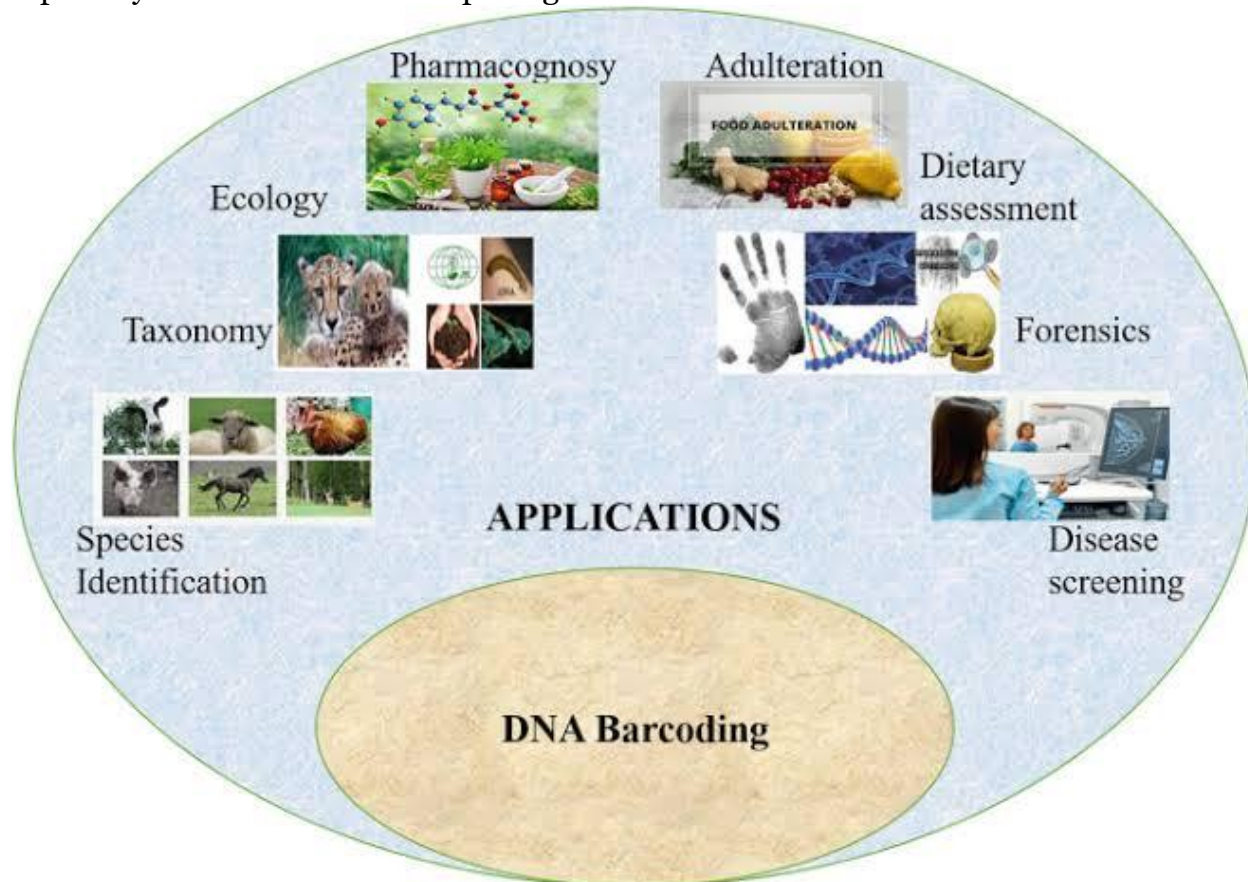 Pharmacognosy
Adulteration
FOOD ADULTERATION
Ecology
Dietary
assessment
Taxonomy
Forensics
Species
Identification
APPLICATIONS
Disease
screening
DNA Barcoding